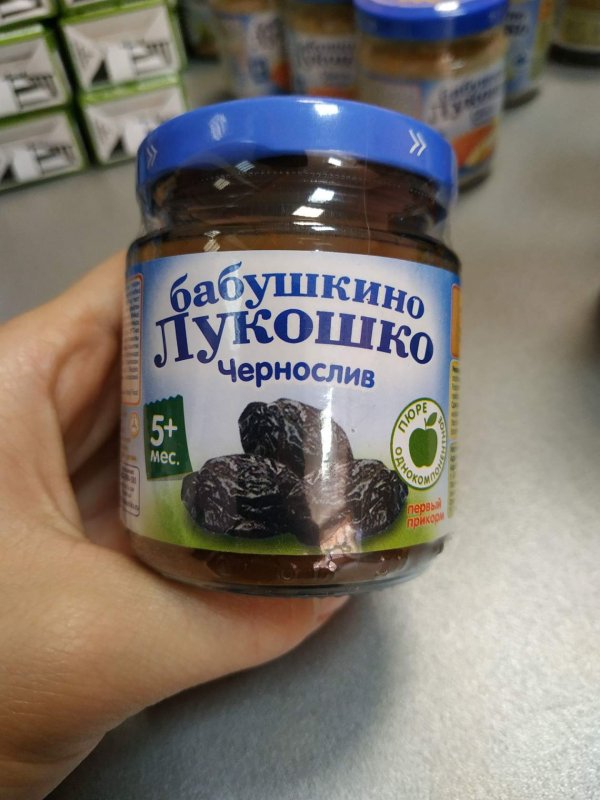 бабушкино
Лукошко
Чернослив
5+
мес.
ПЮРЕ
ОДНОКОМПОНЕНТНОЕ
первый
прикорм